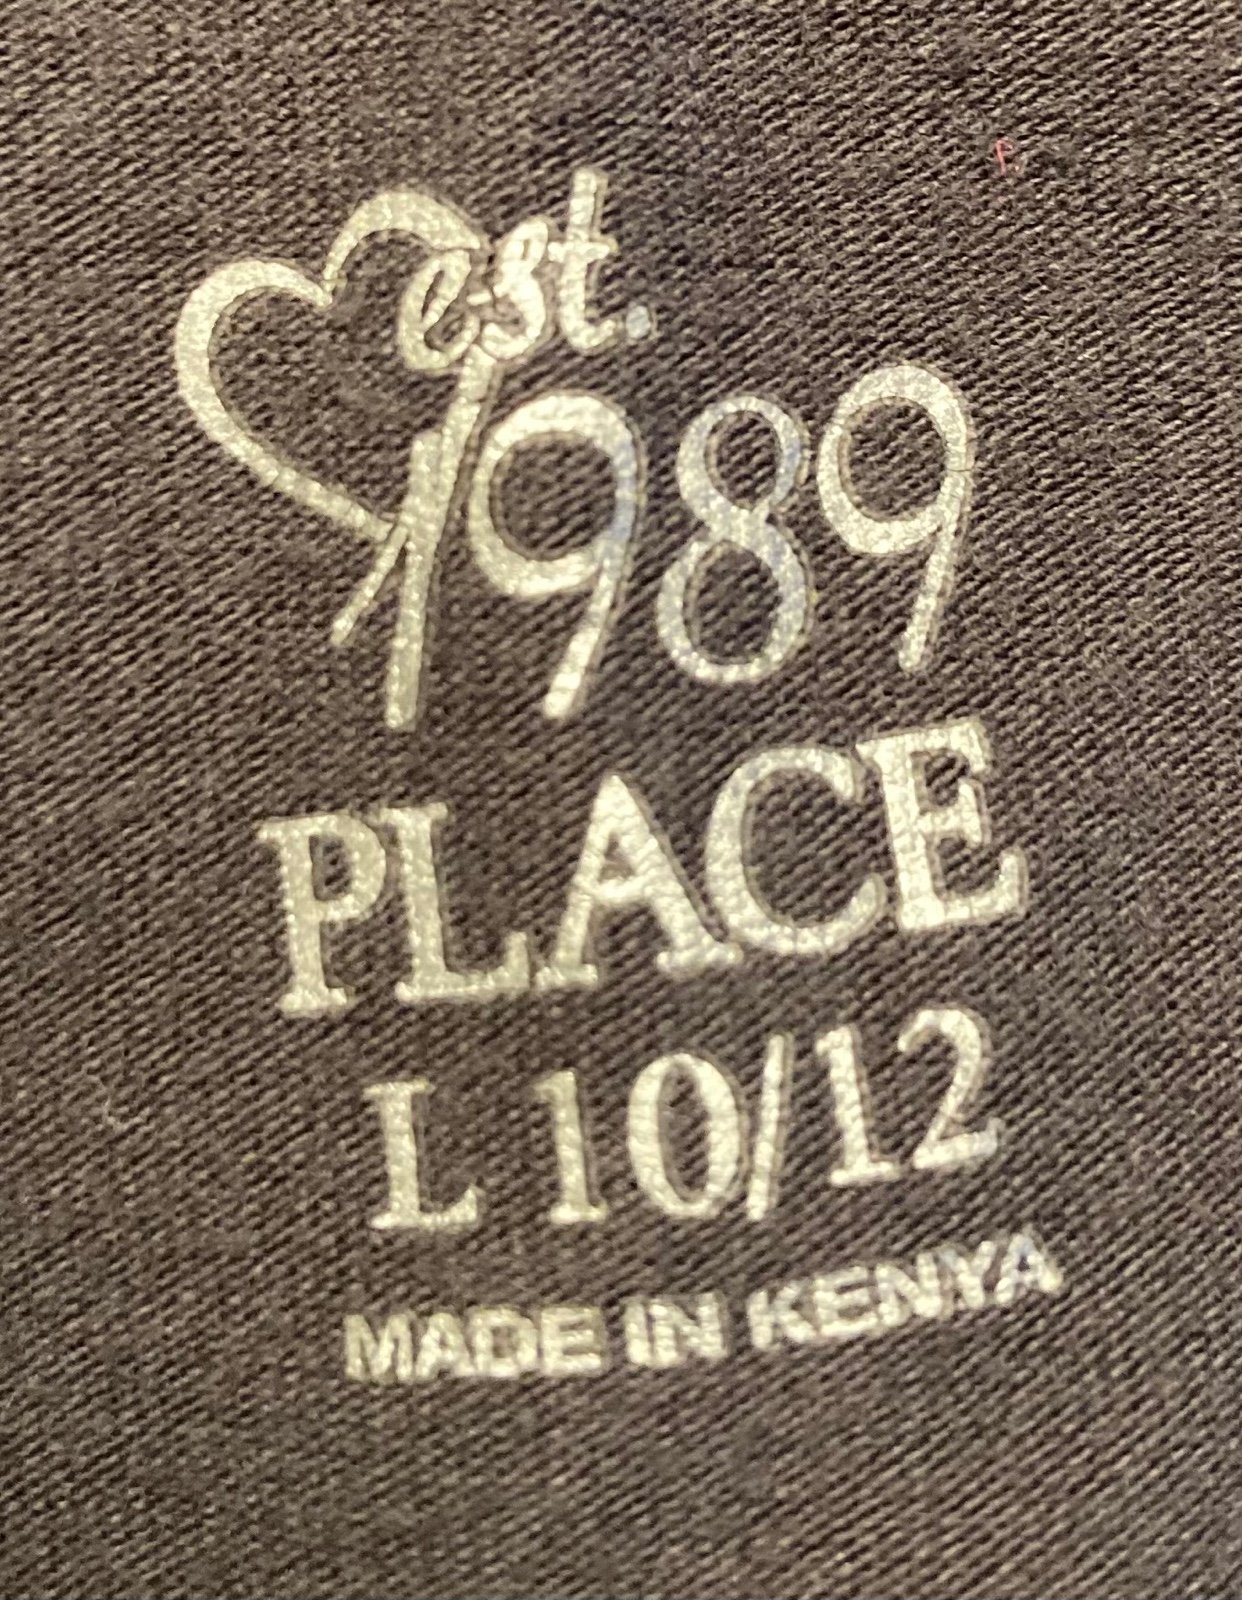 est.
1989
PLACE
L 10/12
MADE IN KENYA